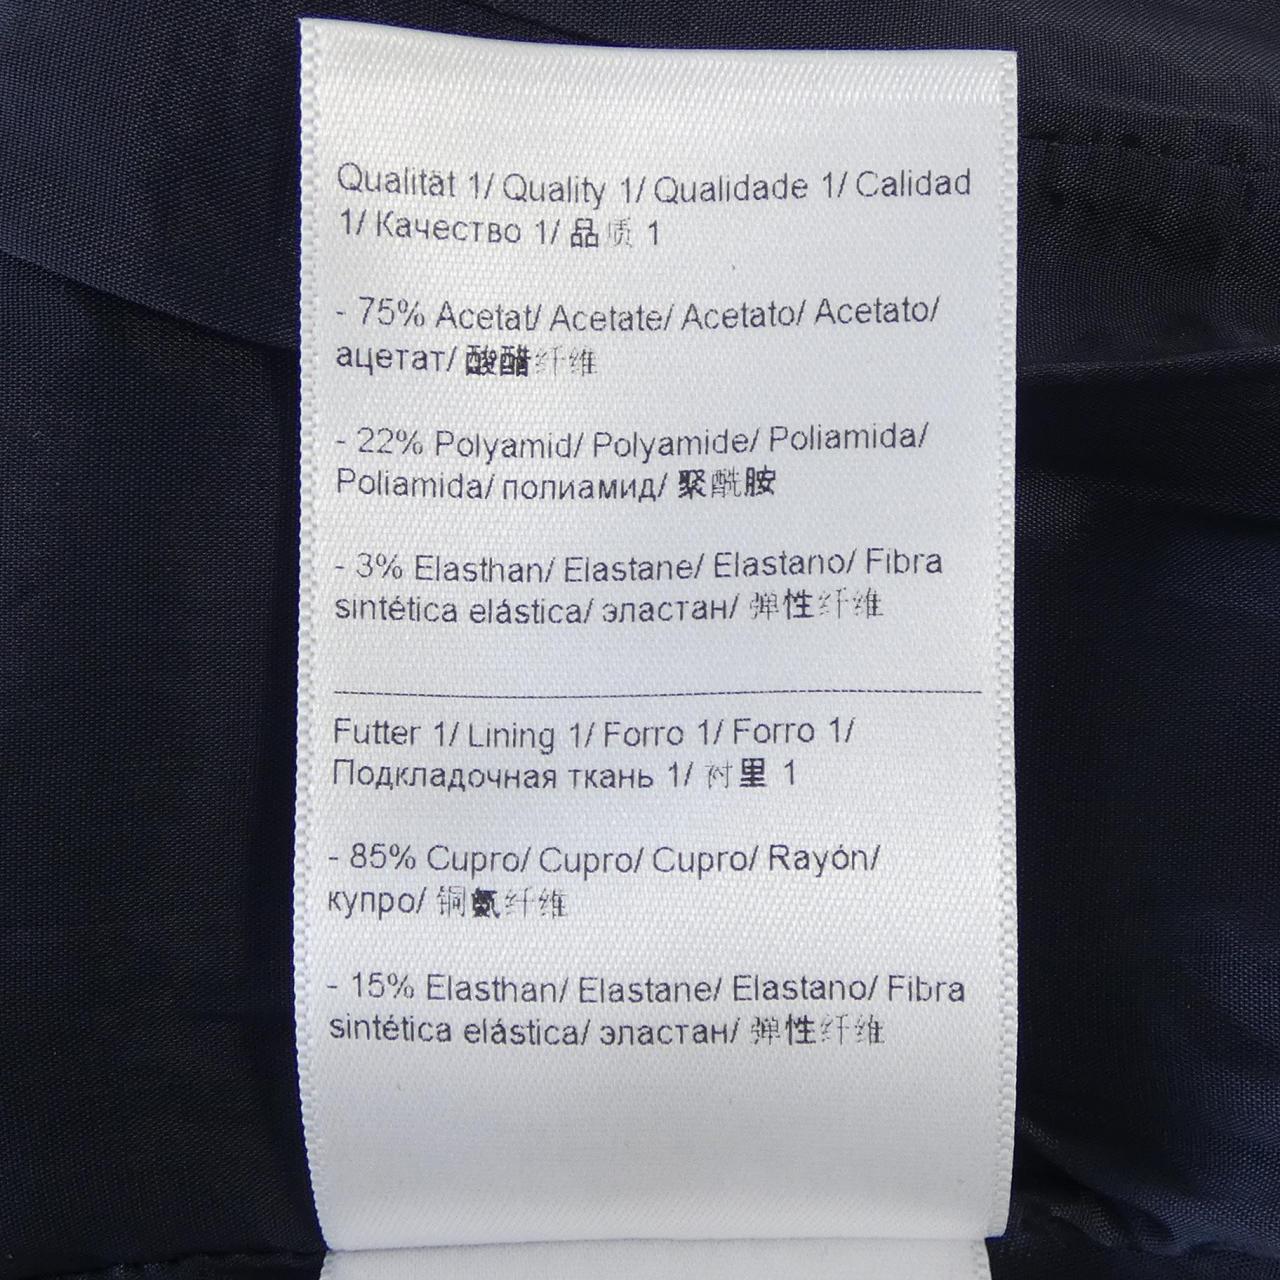 Qualität 1/ Quality 1/ Qualidade 1/ Calidad
1/ Качество 1/ 品质 1
- 75% Acetat/ Acetate/ Acetato/ Acetato/
ацетат/ 酸醋纤维
- 22% Polyamid/ Polyamide/ Poliamida/
Poliamida/ полиамид/ 聚酰胺
- 3% Elasthan/ Elastane/ Elastano/ Fibra
sintética elástica/ эластан/ 弹性纤维
Futter 1/ Lining 1/ Forro 1/ Forro 1/
Подкладочная ткань 1/ 衬里 1
- 85% Cupro/ Cupro/ Cupro/ Rayón/
купро/ 铜氨纤维
- 15% Elasthan/ Elastane/ Elastano/ Fibra
sintética elástica/ эластан/ 弹性纤维